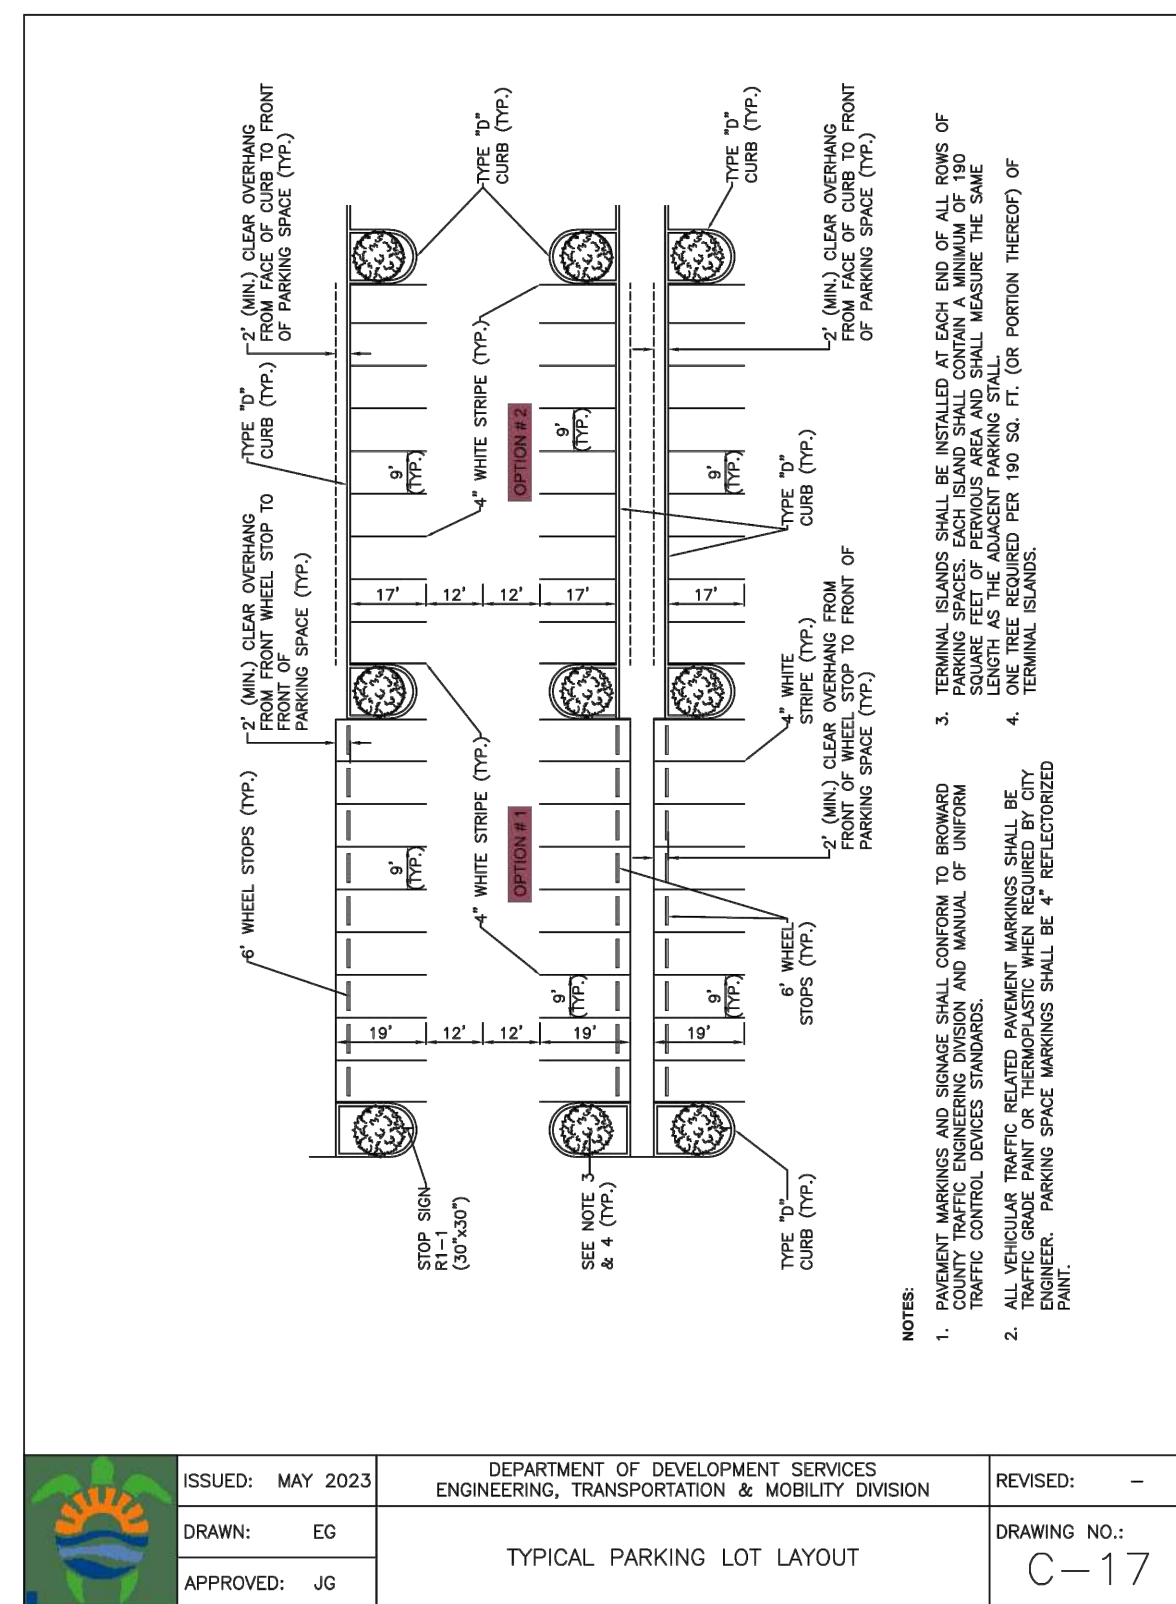 2' (MIN.) CLEAR OVERHANG
FROM FRONT WHEEL STOP TO
FRONT OF
PARKING SPACE (TYP.)
2' (MIN.) CLEAR OVERHANG
FROM FACE OF CURB TO FRONT
OF PARKING SPACE (TYP.)
6' WHEEL STOPS (TYP.)
TYPE "D"
CURB (TYP.)
9'
(TYP.)
9'
(TYP.)
TYPE "D"
CURB (TYP.)
STOP SIGN
R1-1
(30"x30")
19'
12'
12'
19'
19'
17'
12'
12'
17'
17'
4" WHITE STRIPE (TYP.)
4" WHITE STRIPE (TYP.)
OPTION # 1
OPTION # 2
9'
(TYP.)
9'
(TYP.)
SEE NOTE 3
& 4 (TYP.)
9'
(TYP.)
9'
(TYP.)
TYPE "D"
CURB (TYP.)
TYPE "D"
CURB (TYP.)
6' WHEEL
STOPS (TYP.)
4" WHITE
STRIPE (TYP.)
TYPE "D"
CURB (TYP.)
2' (MIN.) CLEAR OVERHANG FROM
FRONT OF WHEEL STOP TO FRONT OF
PARKING SPACE (TYP.)
2' (MIN.) CLEAR OVERHANG
FROM FACE OF CURB TO FRONT
OF PARKING SPACE (TYP.)
NOTES:
1. PAVEMENT MARKINGS AND SIGNAGE SHALL CONFORM TO BROWARD
COUNTY TRAFFIC ENGINEERING DIVISION AND MANUAL OF UNIFORM
TRAFFIC CONTROL DEVICES STANDARDS.
2. ALL VEHICULAR TRAFFIC RELATED PAVEMENT MARKINGS SHALL BE
TRAFFIC GRADE PAINT OR THERMOPLASTIC WHEN REQUIRED BY CITY
ENGINEER. PARKING SPACE MARKINGS SHALL BE 4" REFLECTORIZED
PAINT.
3. TERMINAL ISLANDS SHALL BE INSTALLED AT EACH END OF ALL ROWS OF
PARKING SPACES. EACH ISLAND SHALL CONTAIN A MINIMUM OF 190
SQUARE FEET OF PERVIOUS AREA AND SHALL MEASURE THE SAME
LENGTH AS THE ADJACENT PARKING STALL.
4. ONE TREE REQUIRED PER 190 SQ. FT. (OR PORTION THEREOF) OF
TERMINAL ISLANDS.
ISSUED: MAY 2023
DRAWN: EG
APPROVED: JG
DEPARTMENT OF DEVELOPMENT SERVICES
ENGINEERING, TRANSPORTATION & MOBILITY DIVISION
TYPICAL PARKING LOT LAYOUT
REVISED: -
DRAWING NO.:
C-17